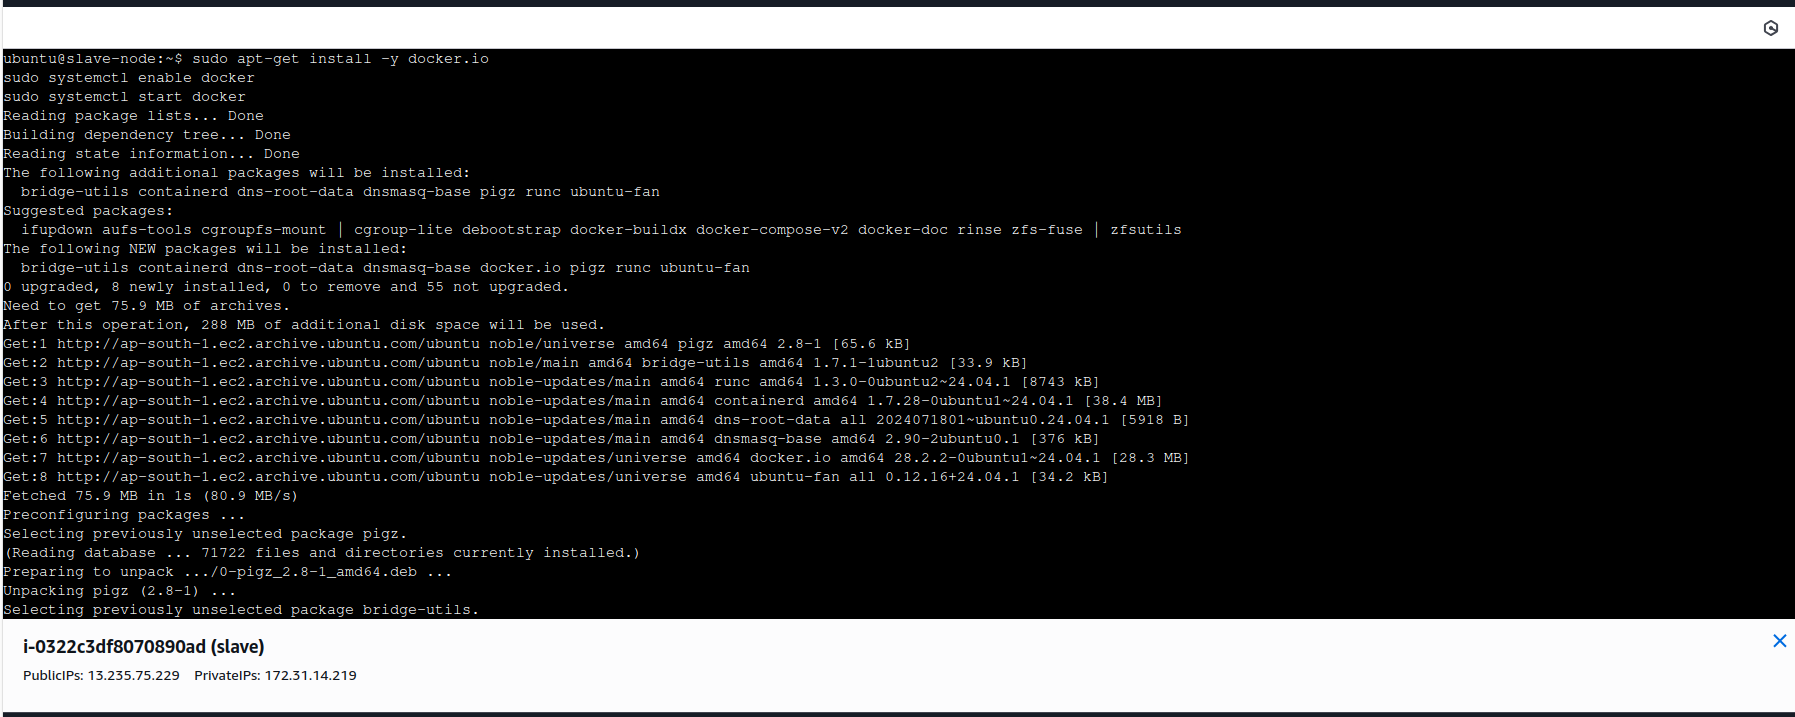 ubuntu@slave-node:~$ sudo apt-get install -y docker.io
sudo systemctl enable docker
sudo systemctl start docker
Reading package lists... Done
Building dependency tree... Done
Reading state information... Done
The following additional packages will be installed:
  bridge-utils containerd dns-root-data dnsmasq-base pigz runc ubuntu-fan
Suggested packages:
  ifupdown aufs-tools cgroupfs-mount | cgroup-lite debootstrap docker-buildx docker-compose-v2 docker-doc rinse zfs-fuse | zfsutils
The following NEW packages will be installed:
  bridge-utils containerd dns-root-data dnsmasq-base docker.io pigz runc ubuntu-fan
0 upgraded, 8 newly installed, 0 to remove and 55 not upgraded.
Need to get 75.9 MB of archives.
After this operation, 288 MB of additional disk space will be used.
Get:1 http://ap-south-1.ec2.archive.ubuntu.com/ubuntu noble/universe amd64 pigz amd64 2.8-1 [65.6 kB]
Get:2 http://ap-south-1.ec2.archive.ubuntu.com/ubuntu noble/main amd64 bridge-utils amd64 1.7.1-1ubuntu2 [33.9 kB]
Get:3 http://ap-south-1.ec2.archive.ubuntu.com/ubuntu noble-updates/main amd64 runc amd64 1.3.0-0ubuntu2~24.04.1 [8743 kB]
Get:4 http://ap-south-1.ec2.archive.ubuntu.com/ubuntu noble-updates/main amd64 containerd amd64 1.7.28-0ubuntu1~24.04.1 [38.4 MB]
Get:5 http://ap-south-1.ec2.archive.ubuntu.com/ubuntu noble-updates/main amd64 dns-root-data all 2024071801~ubuntu0.24.04.1 [5918 B]
Get:6 http://ap-south-1.ec2.archive.ubuntu.com/ubuntu noble-updates/main amd64 dnsmasq-base amd64 2.90-2ubuntu0.1 [376 kB]
Get:7 http://ap-south-1.ec2.archive.ubuntu.com/ubuntu noble-updates/universe amd64 docker.io amd64 28.2.2-0ubuntu1~24.04.1 [28.3 MB]
Get:8 http://ap-south-1.ec2.archive.ubuntu.com/ubuntu noble-updates/universe amd64 ubuntu-fan all 0.12.16+24.04.1 [34.2 kB]
Fetched 75.9 MB in 1s (80.9 MB/s)
Preconfiguring packages ...
Selecting previously unselected package pigz.
(Reading database ... 71722 files and directories currently installed.)
Preparing to unpack .../0-pigz_2.8-1_amd64.deb ...
Unpacking pigz (2.8-1) ...
Selecting previously unselected package bridge-utils.
i-0322c3df8070890ad (slave)
PublicIPs: 13.235.75.229    PrivateIPs: 172.31.14.219